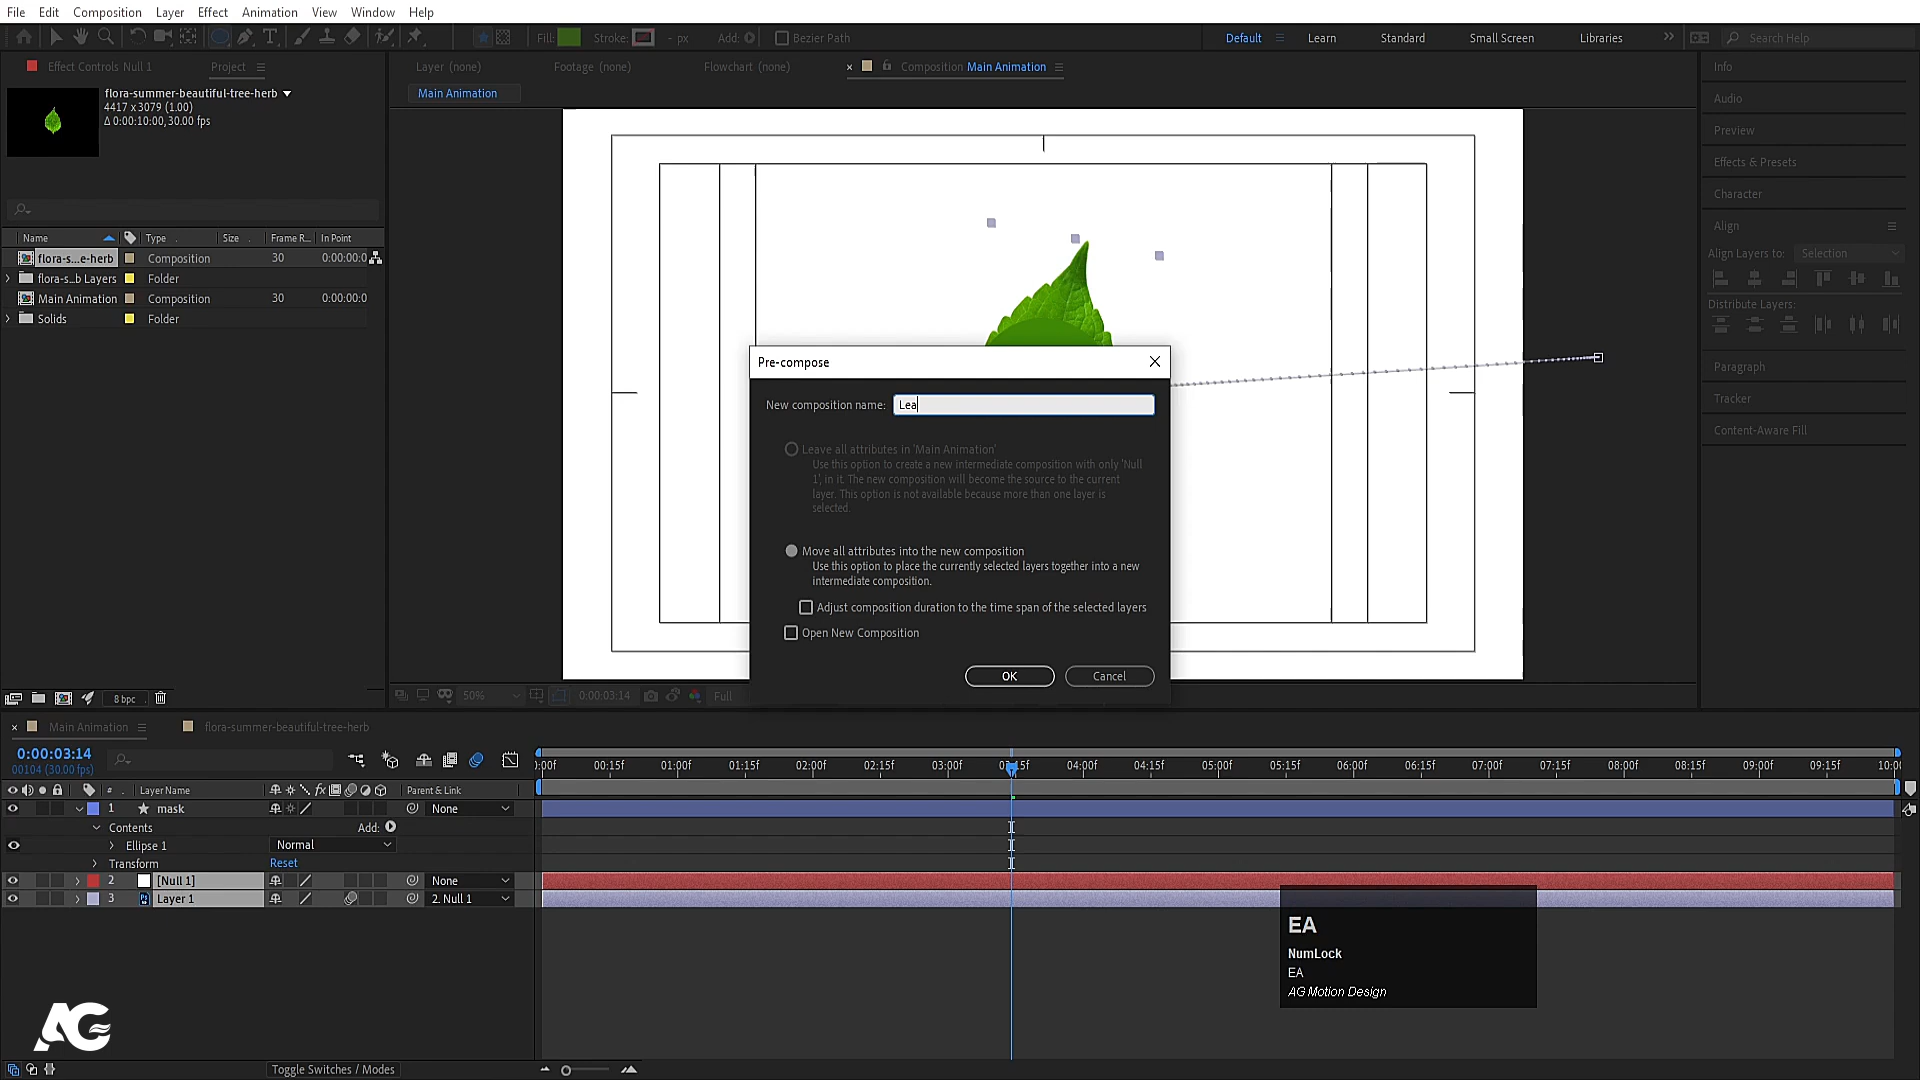 File Edit Composition Layer Effect Animation View Window Help
Fill: Stroke: - px Add: Bezier Path Default Learn Standard Small Screen Libraries Search Help
Effect Controls Null 1 Project
Layer (none) Footage (none) Flowchart (none) Composition Main Animation
Main Animation
flora-summer-beautiful-tree-herb
4417 x 3079 (1.00)
Δ 0:00:10:00, 30.00 fps
Name Type Size Frame R... In Point
flora-s...e-herb Composition 30 0:00:00:0
flora-s...b Layers Folder
Main Animation Composition 30 0:00:00:0
Solids Folder
8 bpc
Info
Audio
Preview
Effects & Presets
Character
Align
Align Layers to: Selection
Distribute Layers:
Paragraph
Tracker
Content-Aware Fill
Pre-compose
New composition name: Lea
Leave all attributes in 'Main Animation'
Use this option to create a new intermediate composition with only 'Null
1', in it. The new composition will become the source to the current
layer. This option is not available because more than one layer is
selected.
Move all attributes into the new composition
Use this option to place the currently selected layers together into a new
intermediate composition.
Adjust composition duration to the time span of the selected layers
Open New Composition
OK Cancel
50% 0:00:03:14 Full
Main Animation flora-summer-beautiful-tree-herb
0:00:03:14
00104 (30.00 fps)
:00f 00:15f 01:00f 01:15f 02:00f 02:15f 03:00f 03:15f 04:00f 04:15f 05:00f 05:15f 06:00f 06:15f 07:00f 07:15f 08:00f 08:15f 09:00f 09:15f 10:0
# Layer Name Parent & Link
1 mask None
Contents Add:
Ellipse 1 Normal
Transform Reset
2 [Null 1] None
3 Layer 1 2. Null 1
EA
NumLock
EA
AG Motion Design
AG
Toggle Switches / Modes